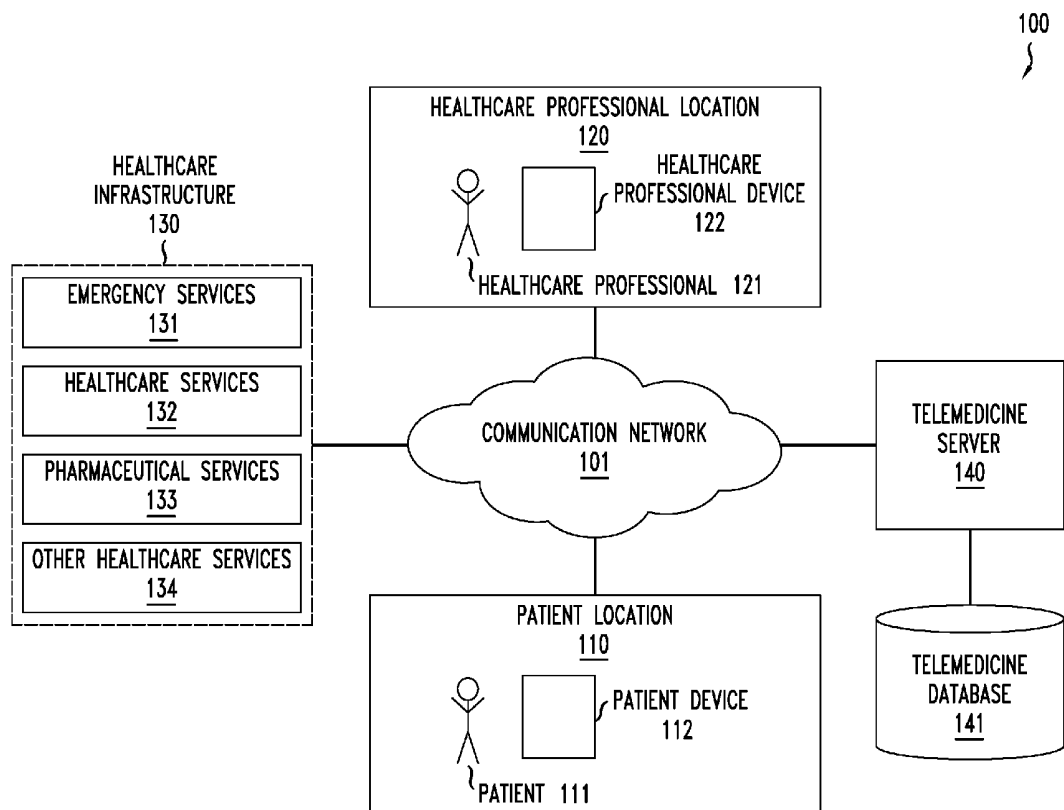 100
HEALTHCARE PROFESSIONAL LOCATION
120
HEALTHCARE
PROFESSIONAL DEVICE
122
HEALTHCARE PROFESSIONAL 121
HEALTHCARE
INFRASTRUCTURE
130
EMERGENCY SERVICES
131
HEALTHCARE SERVICES
132
PHARMACEUTICAL SERVICES
133
OTHER HEALTHCARE SERVICES
134
COMMUNICATION NETWORK
101
TELEMEDICINE
SERVER
140
PATIENT LOCATION
110
PATIENT DEVICE
112
PATIENT 111
TELEMEDICINE
DATABASE
141